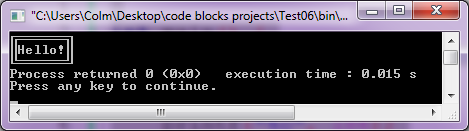 "C:\Users\Colm\Desktop\code blocks projects\Test06\bin\...
Hello!
Process returned 0 (0x0)   execution time : 0.015 s
Press any key to continue.